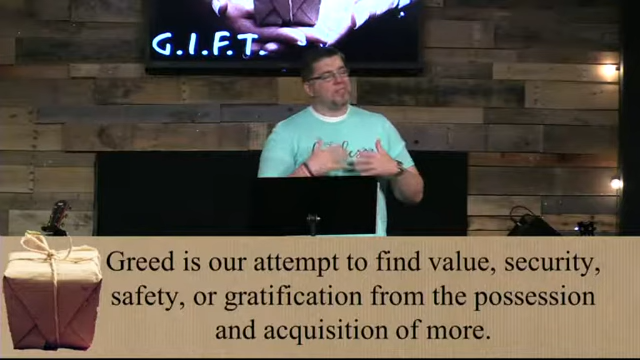 G.I.F.T.
Greed is our attempt to find value, security,
safety, or gratification from the possession
and acquisition of more.